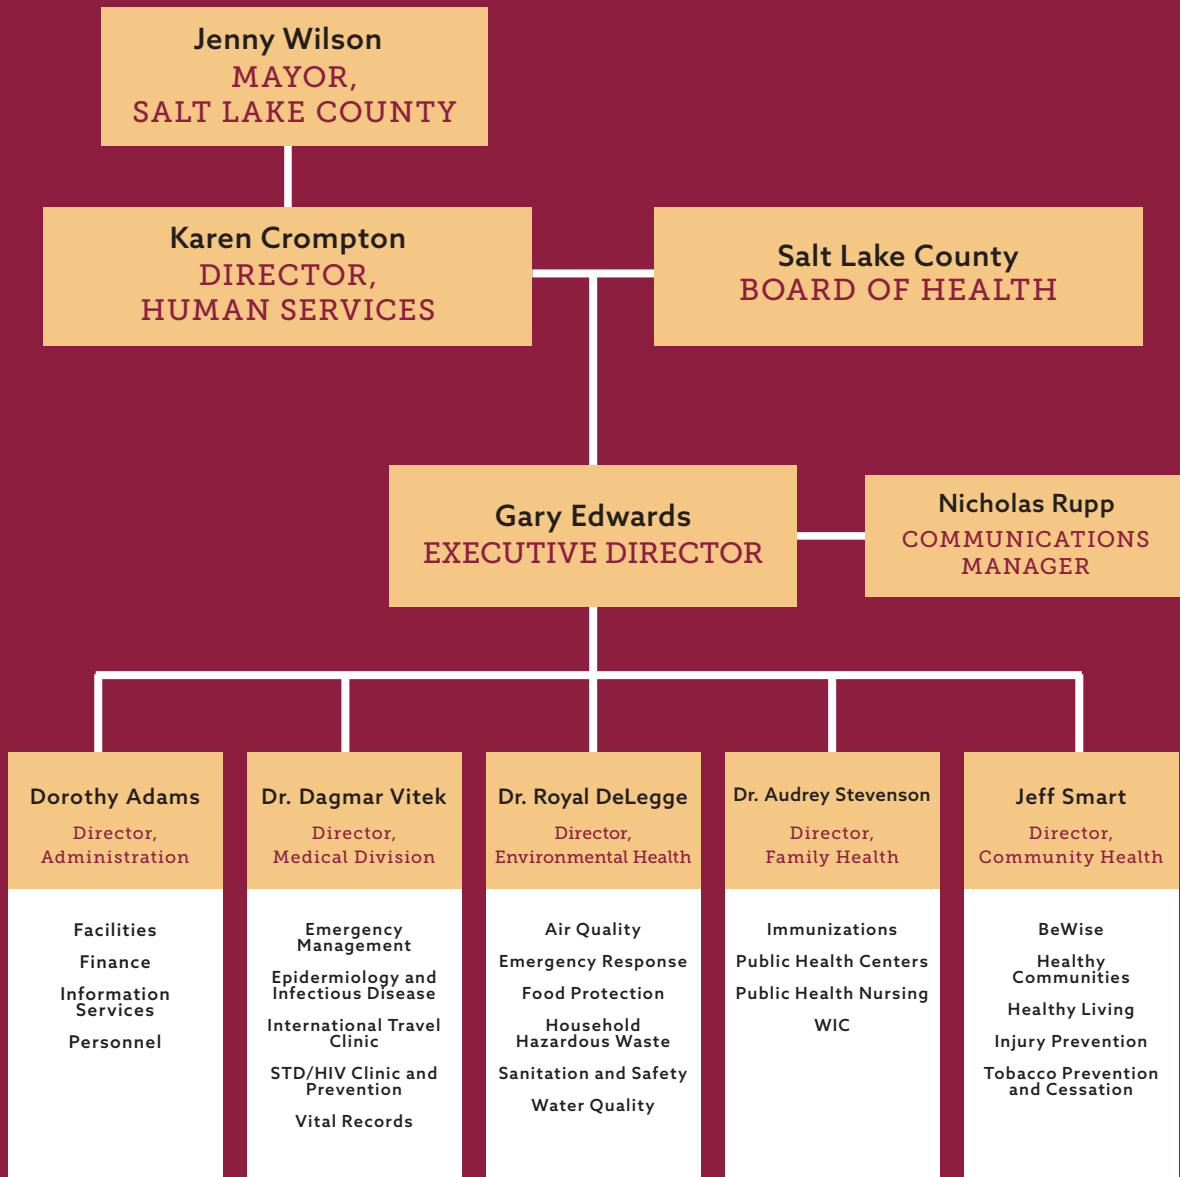 Jenny Wilson
MAYOR,
SALT LAKE COUNTY
Karen Crompton
DIRECTOR,
HUMAN SERVICES
Salt Lake County
BOARD OF HEALTH
Gary Edwards
EXECUTIVE DIRECTOR
Nicholas Rupp
COMMUNICATIONS
MANAGER
Dorothy Adams
Director,
Administration
Facilities
Finance
Information
Services
Personnel
Dr. Dagmar Vitek
Director,
Medical Division
Emergency
Management
Epidermiology and
Infectious Disease
International Travel
Clinic
STD/HIV Clinic and
Prevention
Vital Records
Dr. Royal DeLegge
Director,
Environmental Health
Air Quality
Emergency Response
Food Protection
Household
Hazardous Waste
Sanitation and Safety
Water Quality
Dr. Audrey Stevenson
Director,
Family Health
Immunizations
Public Health Centers
Public Health Nursing
WIC
Jeff Smart
Director,
Community Health
BeWise
Healthy
Communities
Healthy Living
Injury Prevention
Tobacco Prevention
and Cessation